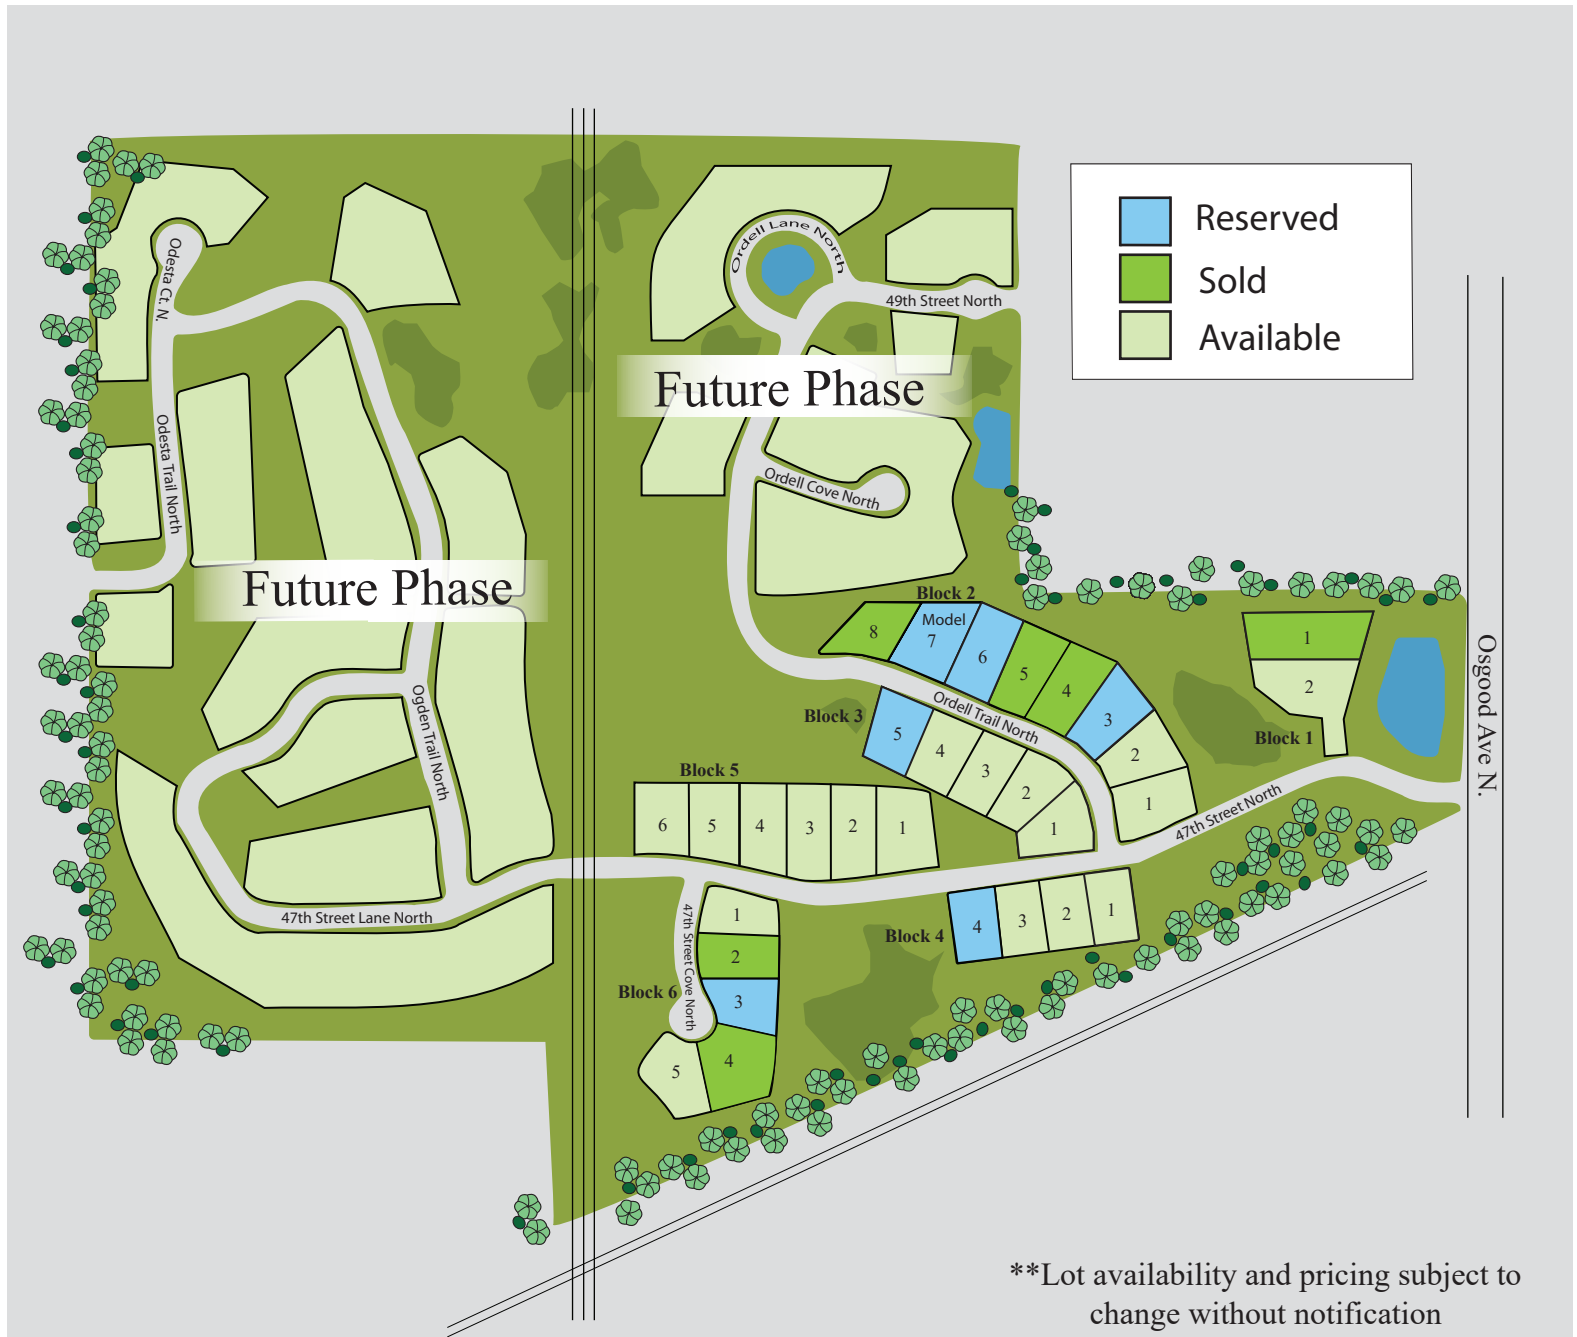 Reserved
Sold
Available
Ordell Lane North
49th Street North
Odesta Ct. N.
Future Phase
Odesta Trail North
Ordell Cove North
Future Phase
Block 2
Model
8
7
6
5
4
3
2
1
Ordell Trail North
Block 1
1
2
Osgood Ave N.
Block 3
5
4
3
2
1
Ogden Trail North
Block 5
6
5
4
3
2
1
47th Street North
47th Street Lane North
Block 4
4
3
2
1
47th Street Cove North
Block 6
1
2
3
4
5
**Lot availability and pricing subject to
change without notification